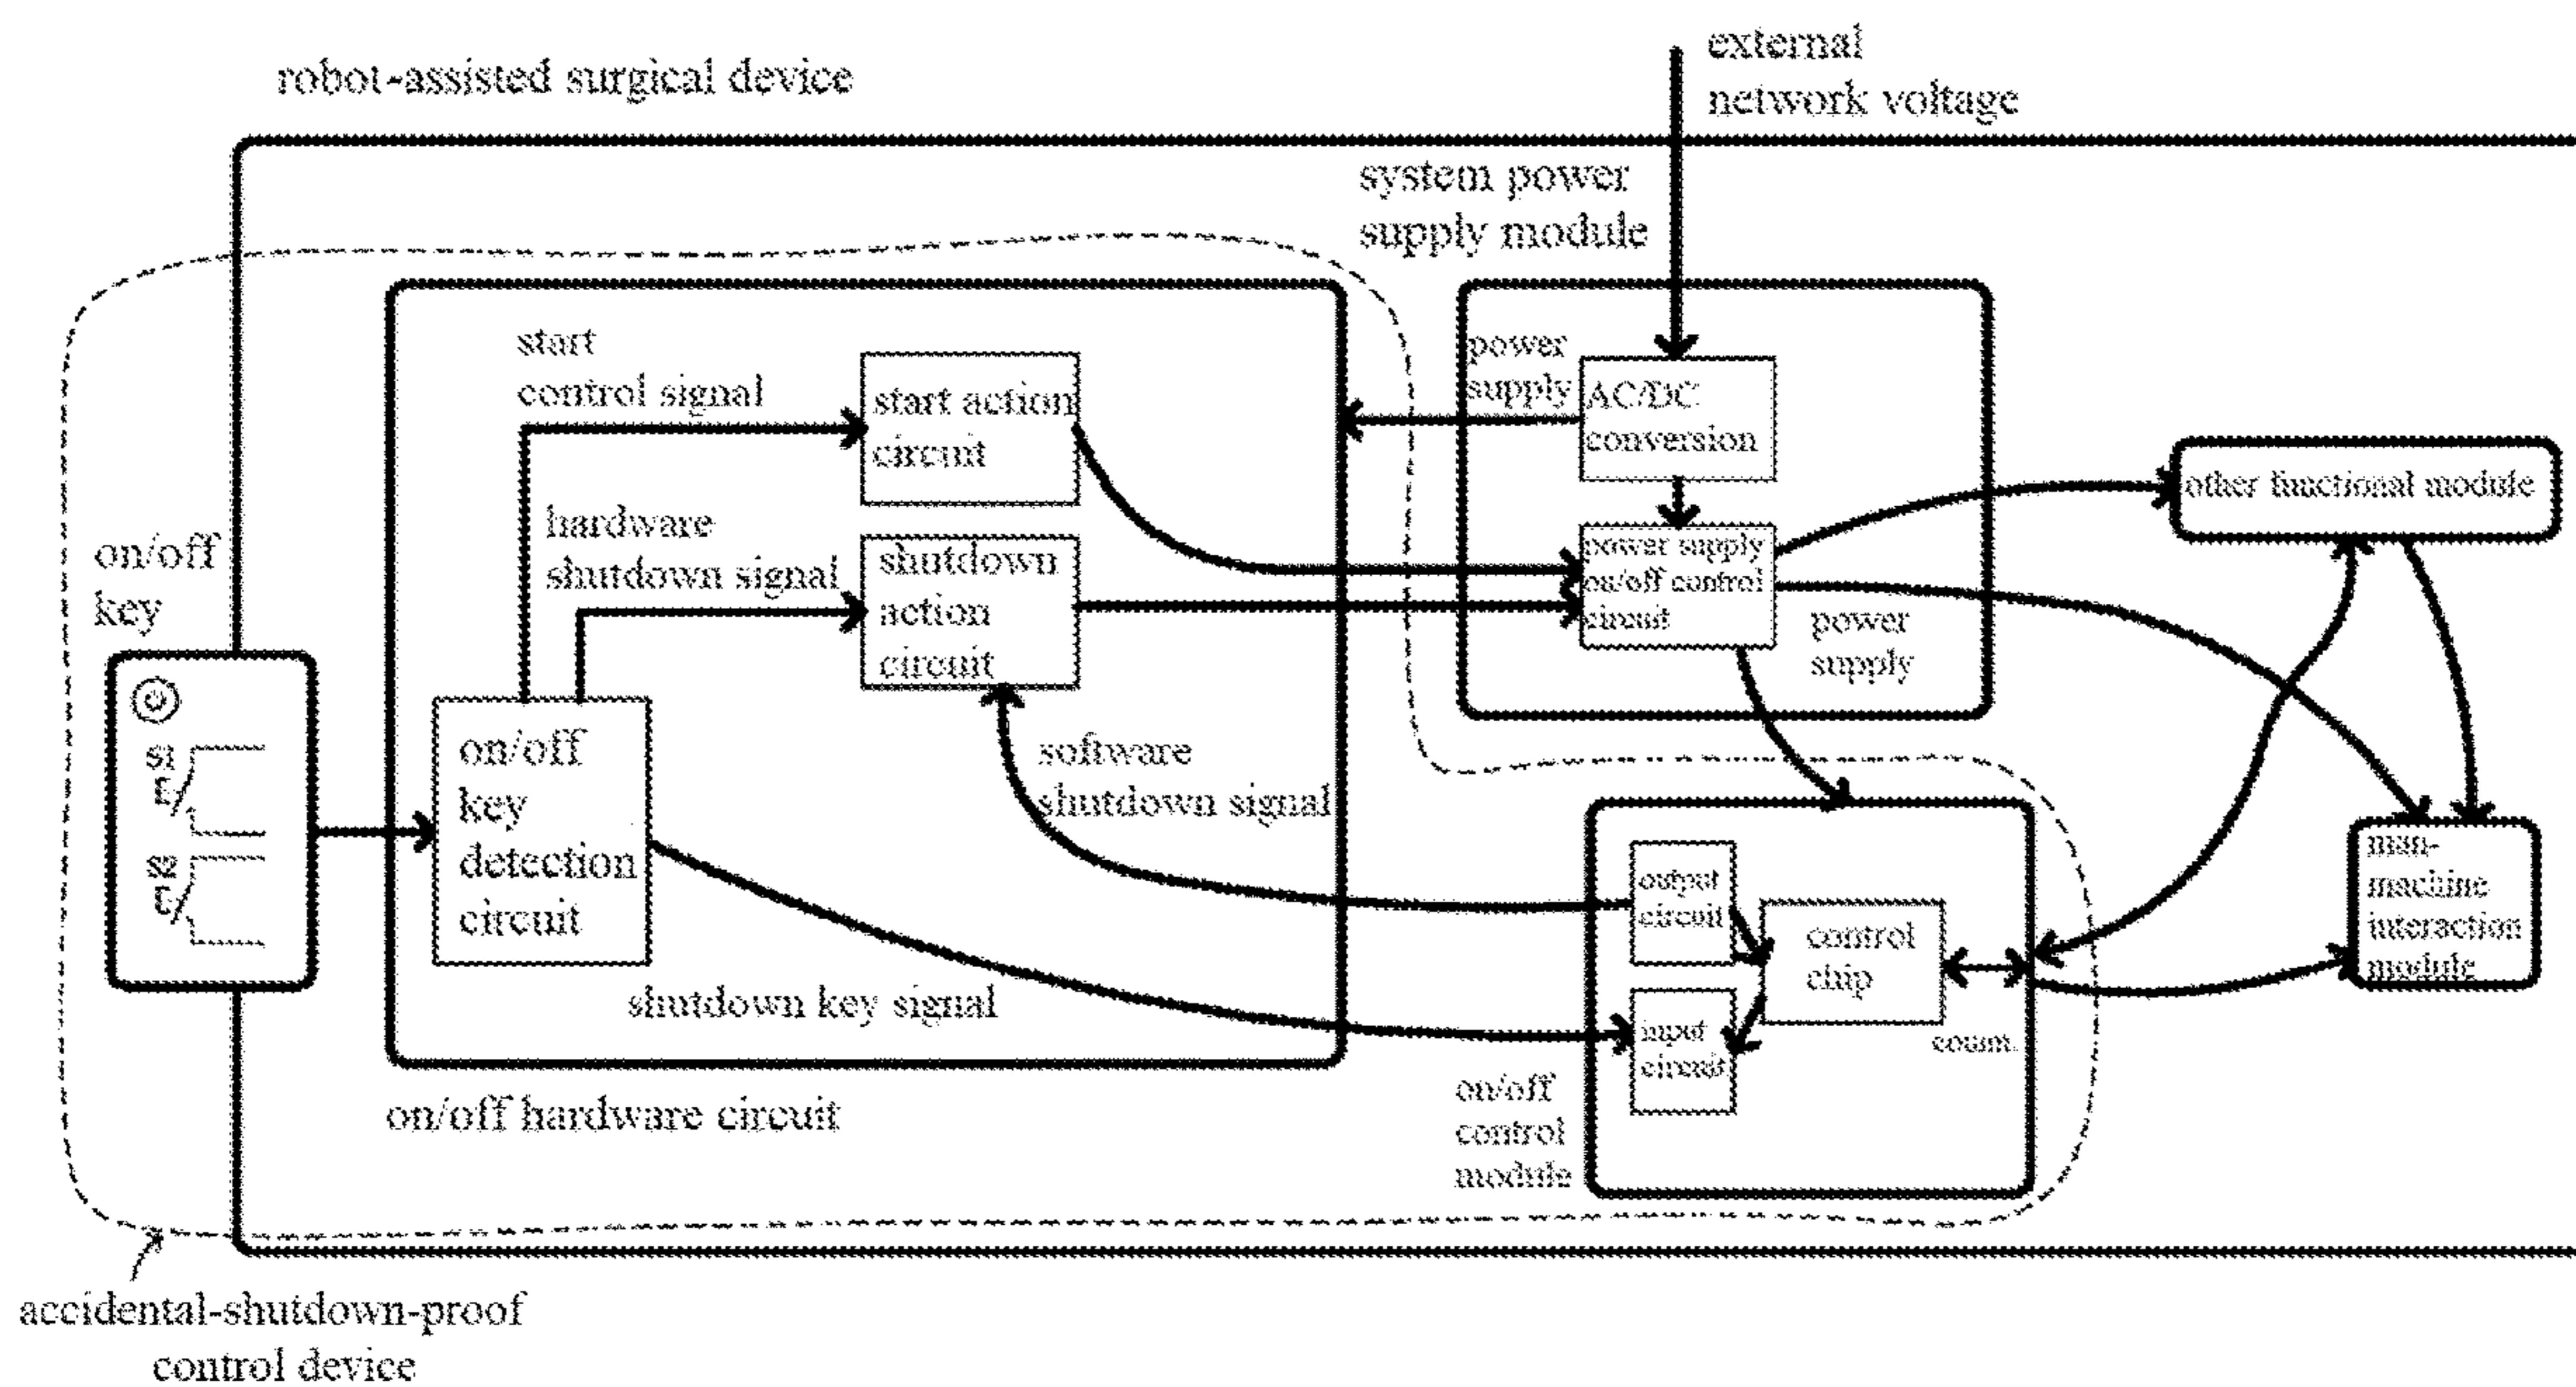 robot-assisted surgical device
external
network voltage
system power
supply module
on/off
key
S1
E
S2
E
start
control signal
hardware
shutdown signal
start action
circuit
shutdown
action
circuit
on/off
key
detection
circuit
software
shutdown signal
shutdown key signal
on/off hardware circuit
power
supply
AC/DC
conversion
power supply
on/off control
circuit
power
supply
other functional module
output
circuit
control
chip
input
circuit
coum.
on/off
control
module
man-
machine
interaction
module
accidental-shutdown-proof
control device